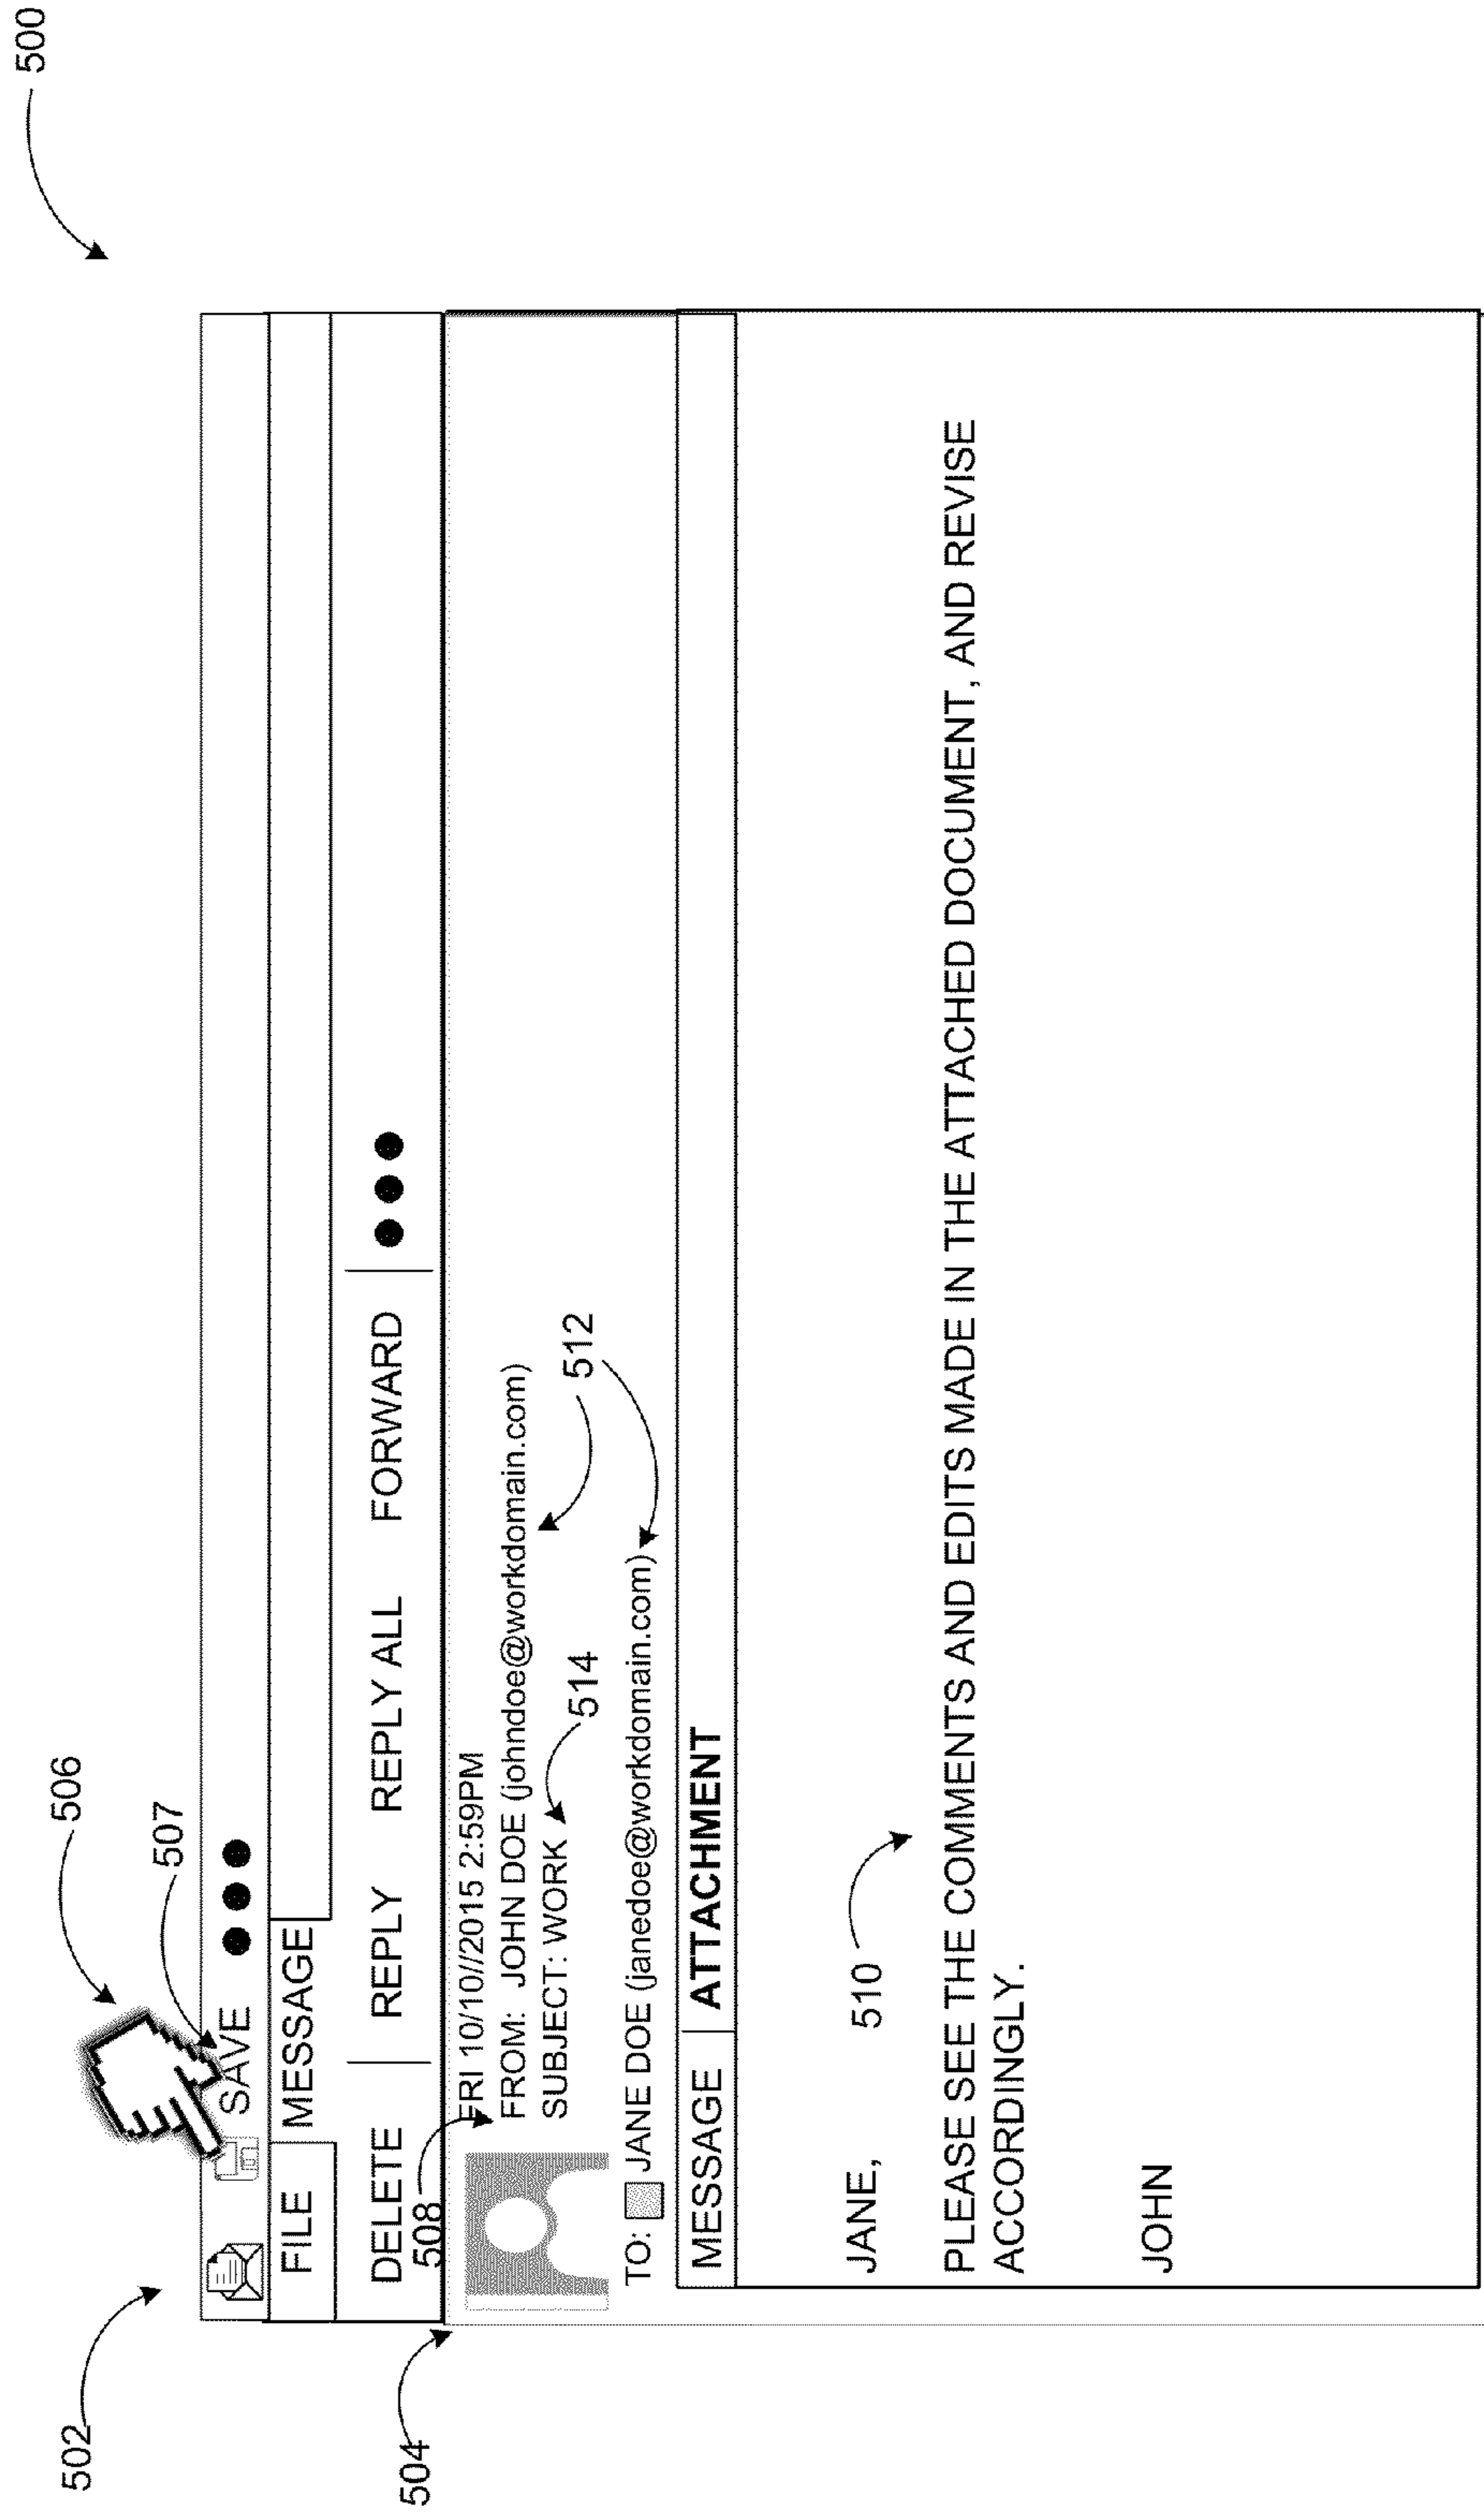 500
502
506
507
SAVE
FILE
MESSAGE
DELETE
REPLY
REPLY ALL
FORWARD
504
508
FRI 10/10//2015 2:59PM
FROM: JOHN DOE (johndoe@workdomain.com)
SUBJECT: WORK
514
512
TO: JANE DOE (janedoe@workdomain.com)
MESSAGE
ATTACHMENT
JANE,
510
PLEASE SEE THE COMMENTS AND EDITS MADE IN THE ATTACHED DOCUMENT, AND REVISE
ACCORDINGLY.
JOHN